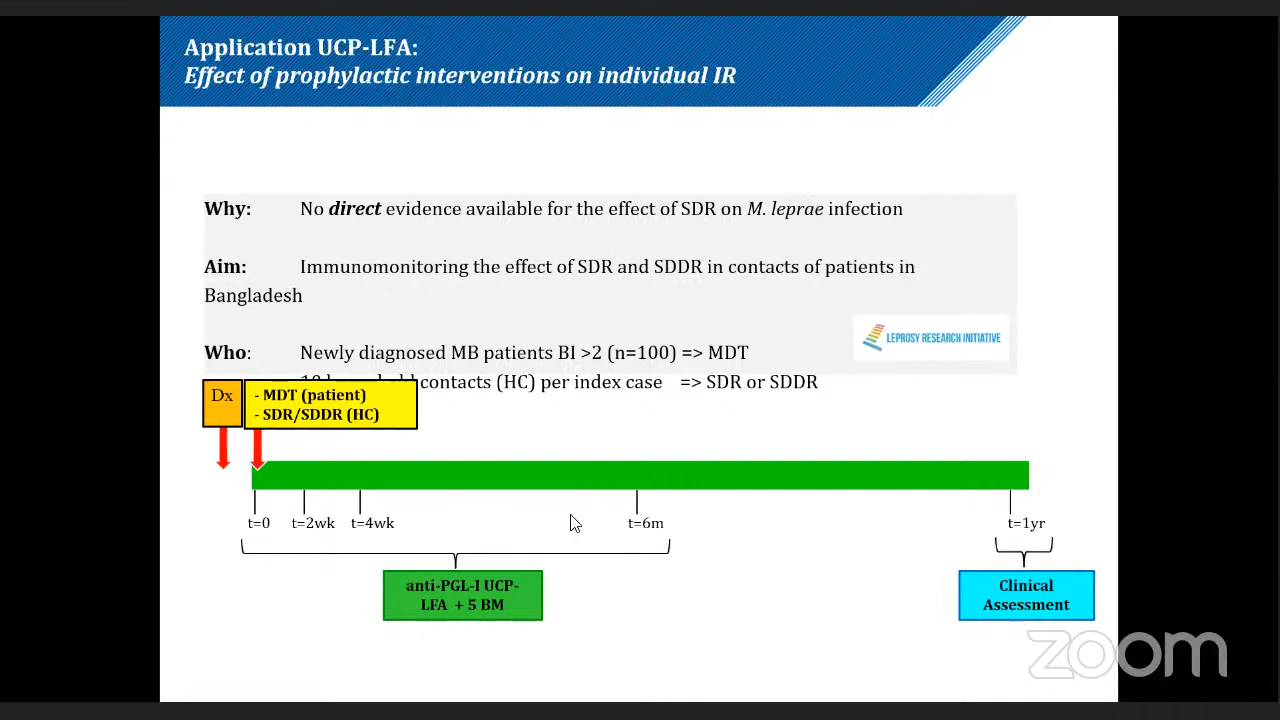 Application UCP-LFA:
Effect of prophylactic interventions on individual IR
Why: No direct evidence available for the effect of SDR on M. leprae infection
Aim: Immunomonitoring the effect of SDR and SDDR in contacts of patients in
Bangladesh
LEPROSY RESEARCH INITIATIVE
Who: Newly diagnosed MB patients BI >2 (n=100) => MDT
contacts (HC) per index case => SDR or SDDR
Dx
- MDT (patient)
- SDR/SDDR (HC)
t=0 t=2wk t=4wk t=6m t=1yr
anti-PGL-I UCP-
LFA + 5 BM
Clinical
Assessment
zoom